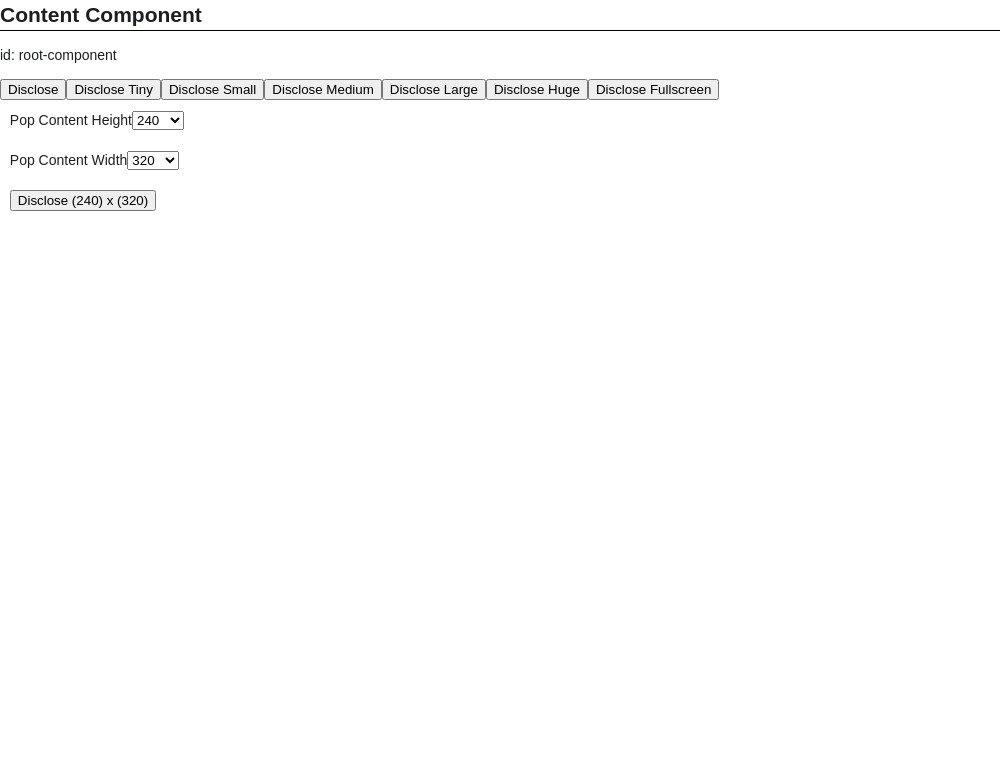 Content Component
id: root-component
Disclose Disclose Tiny Disclose Small Disclose Medium Disclose Large Disclose Huge Disclose Fullscreen
Pop Content Height 240
Pop Content Width 320
Disclose (240) x (320)